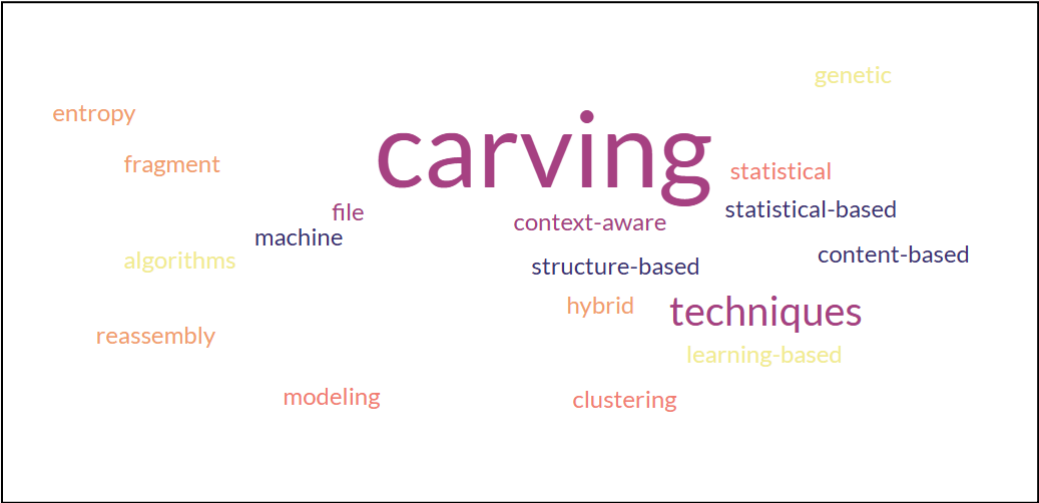 genetic
entropy
carving
fragment
statistical
file
statistical-based
context-aware
machine
algorithms
structure-based
content-based
hybrid
techniques
reassembly
learning-based
modeling
clustering